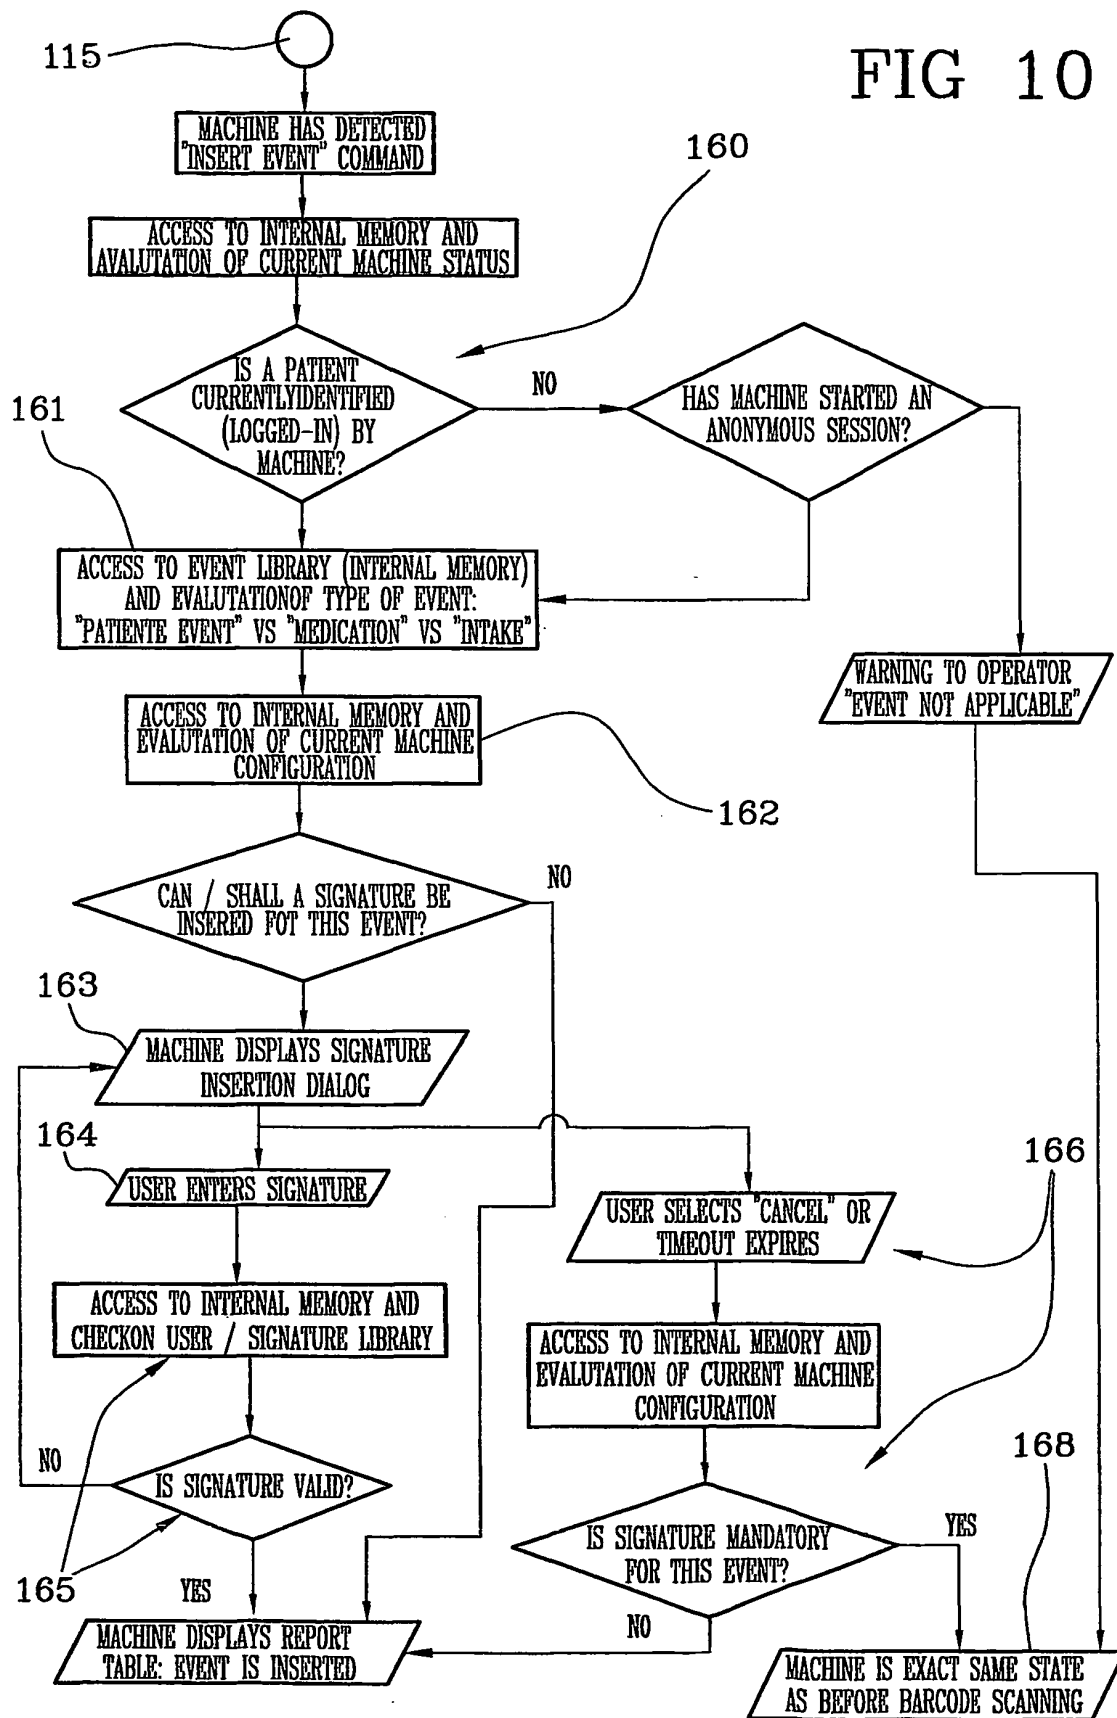 FIG 10
115
MACHINE HAS DETECTED
"INSERT EVENT" COMMAND
160
ACCESS TO INTERNAL MEMORY AND
AVALUTATION OF CURRENT MACHINE STATUS
IS A PATIENT
CURRENTLYIDENTIFIED
(LOGGED-IN) BY
MACHINE?
NO
HAS MACHINE STARTED AN
ANONYMOUS SESSION?
161
ACCESS TO EVENT LIBRARY (INTERNAL MEMORY)
AND EVALUTATIONOF TYPE OF EVENT:
"PATIENTE EVENT" VS "MEDICATION" VS "INTAKE"
WARNING TO OPERATOR
"EVENT NOT APPLICABLE"
ACCESS TO INTERNAL MEMORY AND
EVALUTATION OF CURRENT MACHINE
CONFIGURATION
162
CAN / SHALL A SIGNATURE BE
INSERED FOT THIS EVENT?
NO
163
MACHINE DISPLAYS SIGNATURE
INSERTION DIALOG
164
USER ENTERS SIGNATURE
166
USER SELECTS "CANCEL" OR
TIMEOUT EXPIRES
ACCESS TO INTERNAL MEMORY AND
CHECKON USER / SIGNATURE LIBRARY
ACCESS TO INTERNAL MEMORY AND
EVALUTATION OF CURRENT MACHINE
CONFIGURATION
NO
IS SIGNATURE VALID?
168
IS SIGNATURE MANDATORY
FOR THIS EVENT?
YES
165
YES
NO
MACHINE DISPLAYS REPORT
TABLE: EVENT IS INSERTED
MACHINE IS EXACT SAME STATE
AS BEFORE BARCODE SCANNING